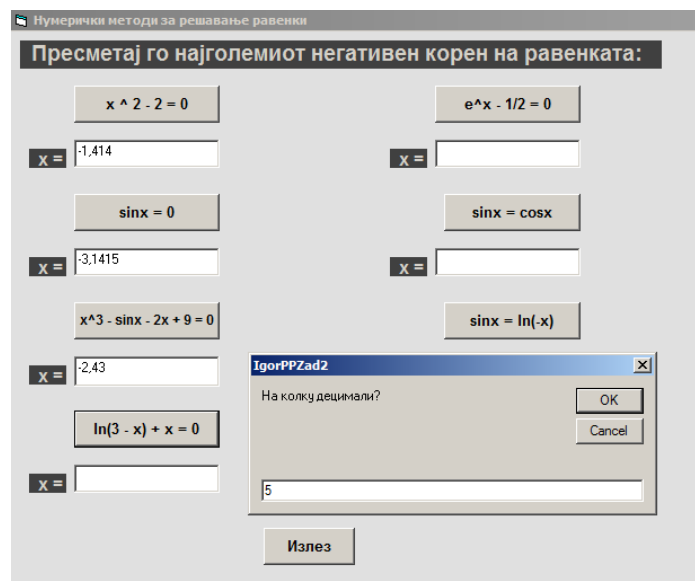 Нумерички методи за решавање равенки
Пресметај го најголемиот негативен корен на равенката:
x ^ 2 - 2 = 0
e^x - 1/2 = 0
x =
-1,414
x =
sinx = 0
sinx = cosx
x =
-3,1415
x =
x^3 - sinx - 2x + 9 = 0
sinx = ln(-x)
x =
-2,43
IgorPPZad2
На колку децимали?
OK
Cancel
ln(3 - x) + x = 0
x =
5
Излез